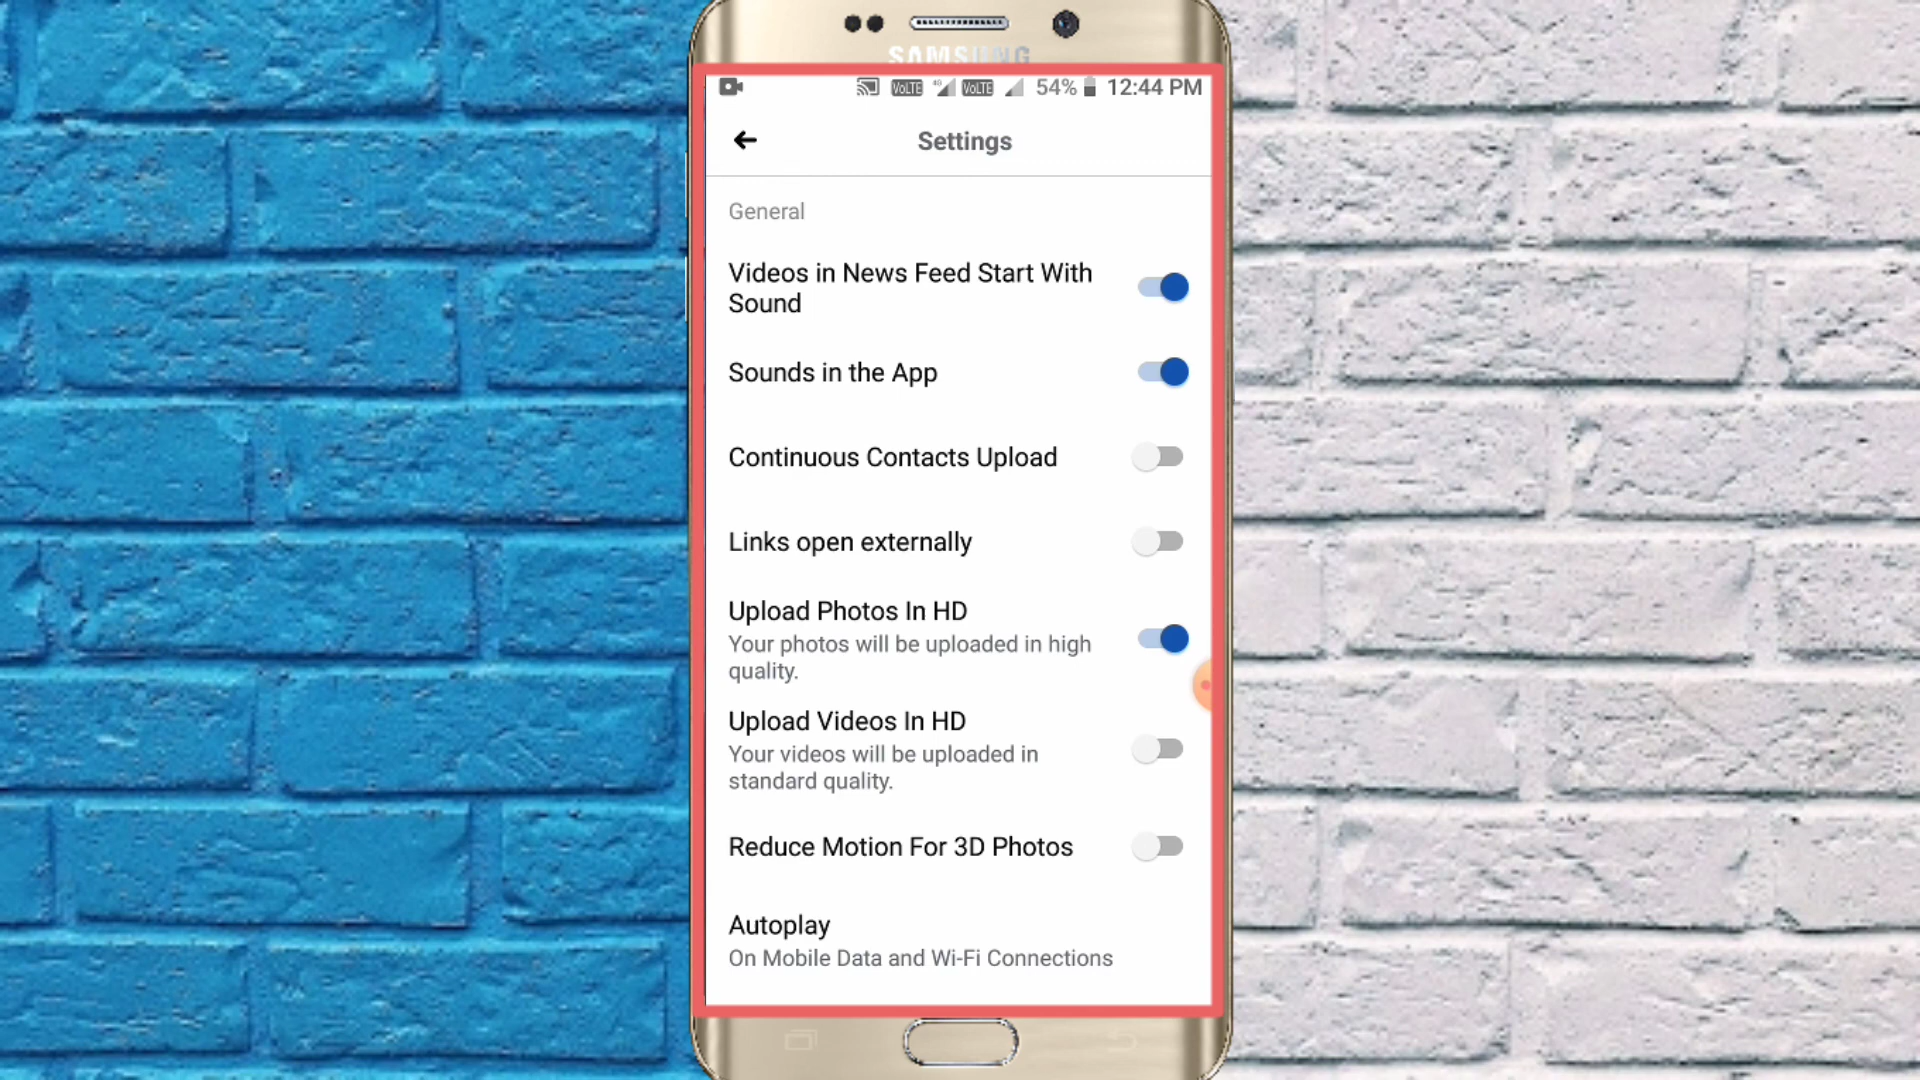 SAMSUNG
VoLTE 4G VoLTE 54% 12:44 PM
Settings
General
Videos in News Feed Start With
Sound
Sounds in the App
Continuous Contacts Upload
Links open externally
Upload Photos In HD
Your photos will be uploaded in high
quality.
Upload Videos In HD
Your videos will be uploaded in
standard quality.
Reduce Motion For 3D Photos
Autoplay
On Mobile Data and Wi-Fi Connections